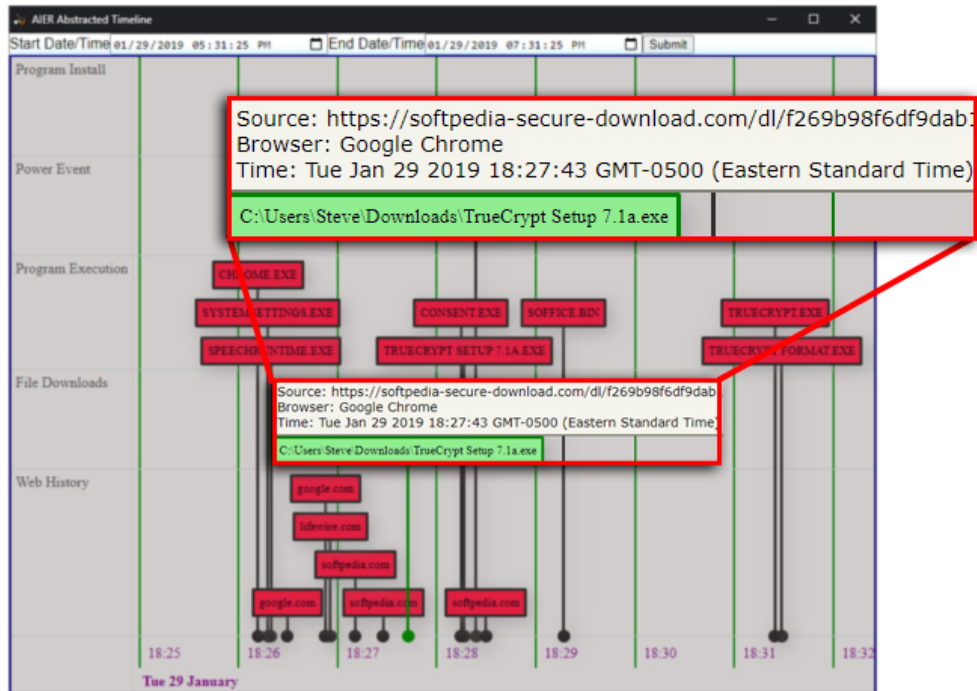 AIER Abstracted Timeline
Start Date/Time 01/29/2019 05:31:25 PM End Date/Time 01/29/2019 07:31:25 PM Submit
Program Install
Source: https://softpedia-secure-download.com/dl/f269b98f6df9dab1
Browser: Google Chrome
Time: Tue Jan 29 2019 18:27:43 GMT-0500 (Eastern Standard Time)
C:\Users\Steve\Downloads\TrueCrypt Setup 7.1a.exe
Power Event
Program Execution
CHROME.EXE
SYSTEMSETTINGS.EXE CONSENT.EXE SOFFICE.BIN TRUECRYPT.EXE
SPEECHRUNTIME.EXE TRUECRYPT SETUP 7.1A.EXE TRUECRYPT FORMAT.EXE
File Downloads
Source: https://softpedia-secure-download.com/dl/f269b98f6df9dab
Browser: Google Chrome
Time: Tue Jan 29 2019 18:27:43 GMT-0500 (Eastern Standard Time)
C:\Users\Steve\Downloads\TrueCrypt Setup 7.1a.exe
Web History
google.com
lifewire.com
softpedia.com
google.com softpedia.com softpedia.com
18:25 18:26 18:27 18:28 18:29 18:30 18:31 18:32
Tue 29 January